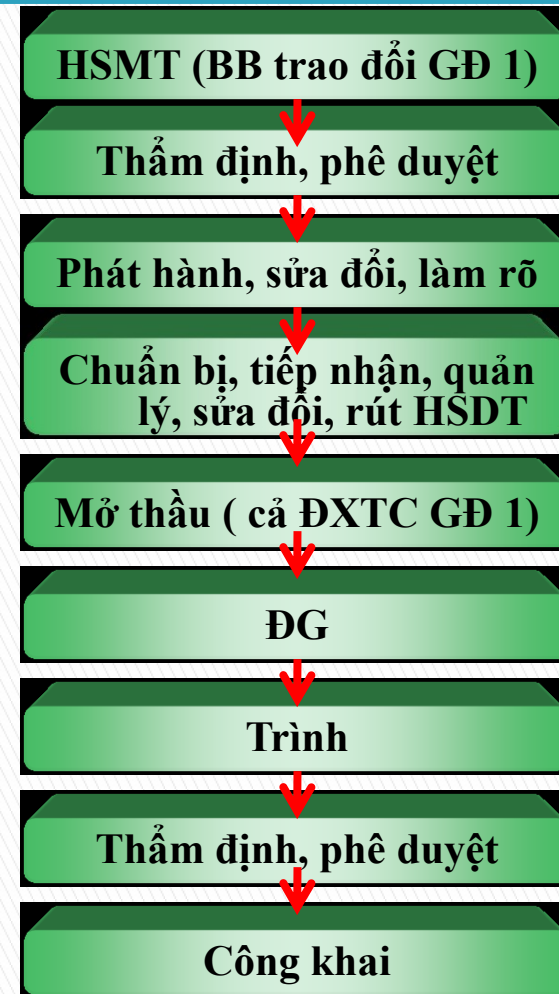 HSMT (BB trao đổi GĐ 1)
Thẩm định, phê duyệt
Phát hành, sửa đổi, làm rõ
Chuẩn bị, tiếp nhận, quản
lý, sửa đổi, rút HSDT
Mở thầu ( cả ĐXTC GĐ 1)
ĐG
Trình
Thẩm định, phê duyệt
Công khai